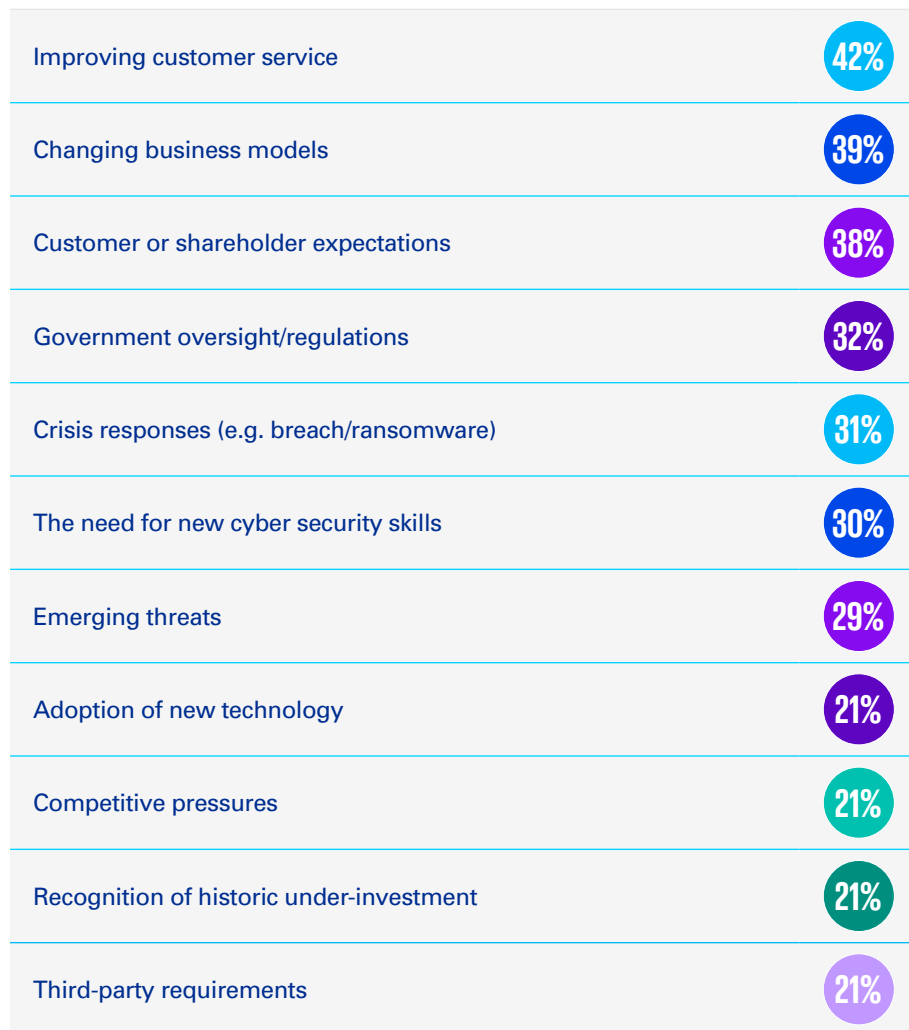 Improving customer service 42%
Changing business models 39%
Customer or shareholder expectations 38%
Government oversight/regulations 32%
Crisis responses (e.g. breach/ransomware) 31%
The need for new cyber security skills 30%
Emerging threats 29%
Adoption of new technology 21%
Competitive pressures 21%
Recognition of historic under-investment 21%
Third-party requirements 21%